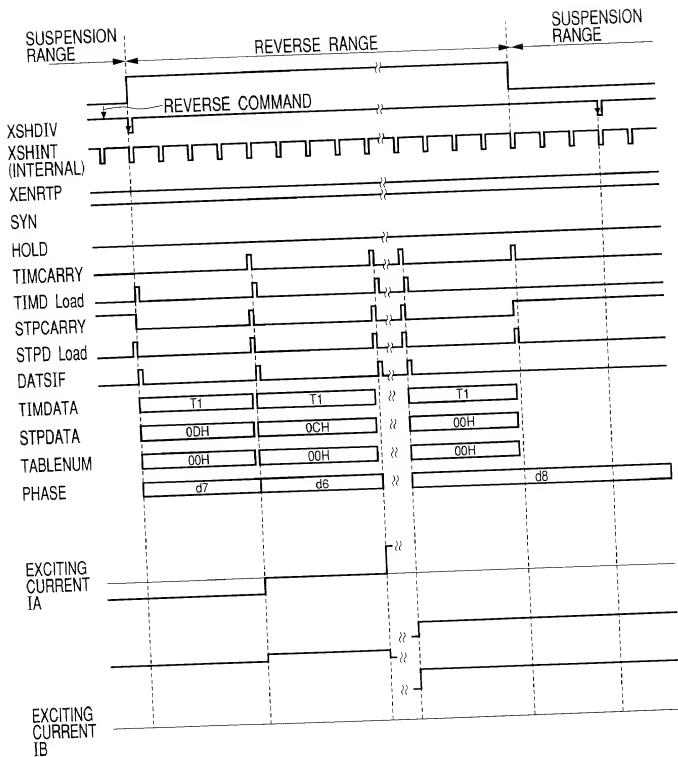 SUSPENSION
RANGE
REVERSE RANGE
SUSPENSION
RANGE
REVERSE COMMAND
XSHDIV
XSHINT
(INTERNAL)
XENRTP
SYN
HOLD
TIMCARRY
TIMD Load
STPCARRY
STPD Load
DATSIF
TIMDATA T1 T1 T1
STPDATA 0DH 0CH 00H
TABLENUM 00H 00H 00H
PHASE d7 d6 d8
EXCITING
CURRENT
IA
EXCITING
CURRENT
IB